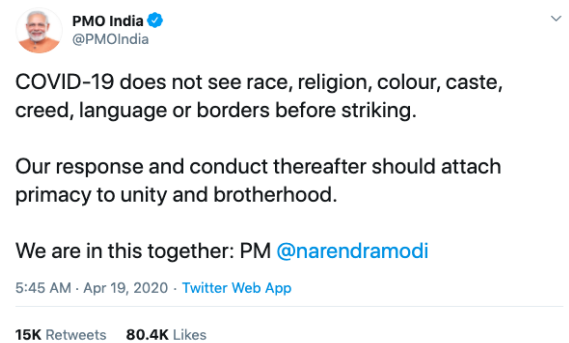 PMO India
@PMOIndia
COVID-19 does not see race, religion, colour, caste,
creed, language or borders before striking.
Our response and conduct thereafter should attach
primacy to unity and brotherhood.
We are in this together: PM @narendramodi
5:45 AM · Apr 19, 2020 · Twitter Web App
15K Retweets 80.4K Likes